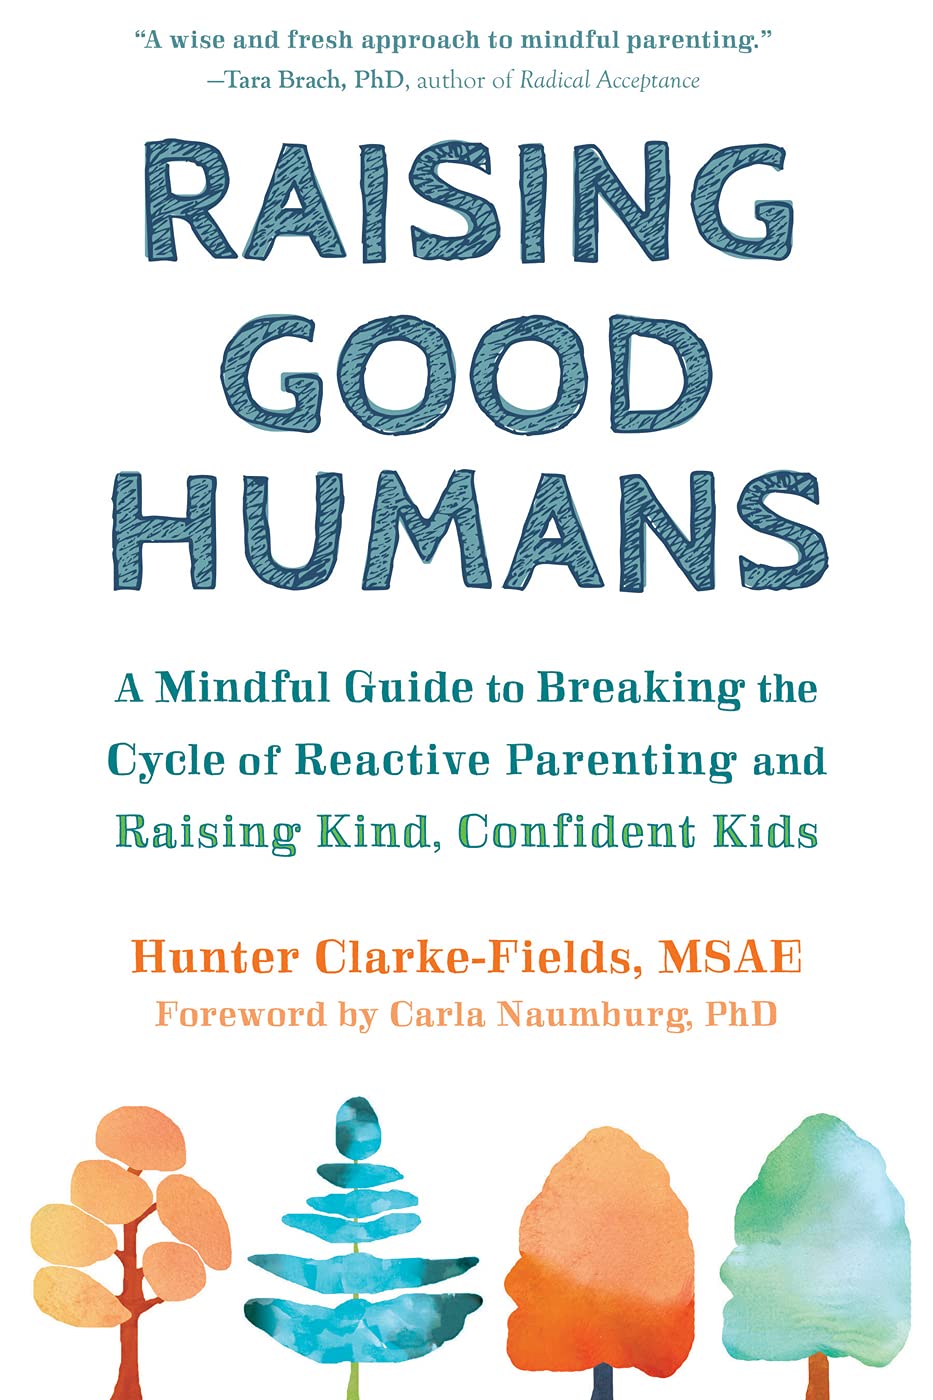 “A wise and fresh approach to mindful parenting.”
—Tara Brach, PhD, author of Radical Acceptance
RAISING
GOOD
HUMANS
A Mindful Guide to Breaking the
Cycle of Reactive Parenting and
Raising Kind, Confident Kids
Hunter Clarke-Fields, MSAE
Foreword by Carla Naumburg, PhD